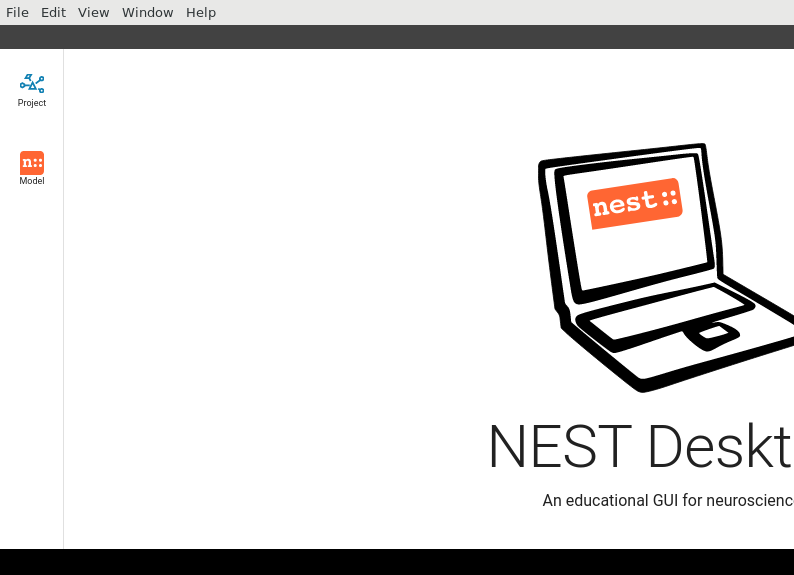 File Edit View Window Help
Project
n::
Model
nest::
NEST Deskt
An educational GUI for neuroscienc